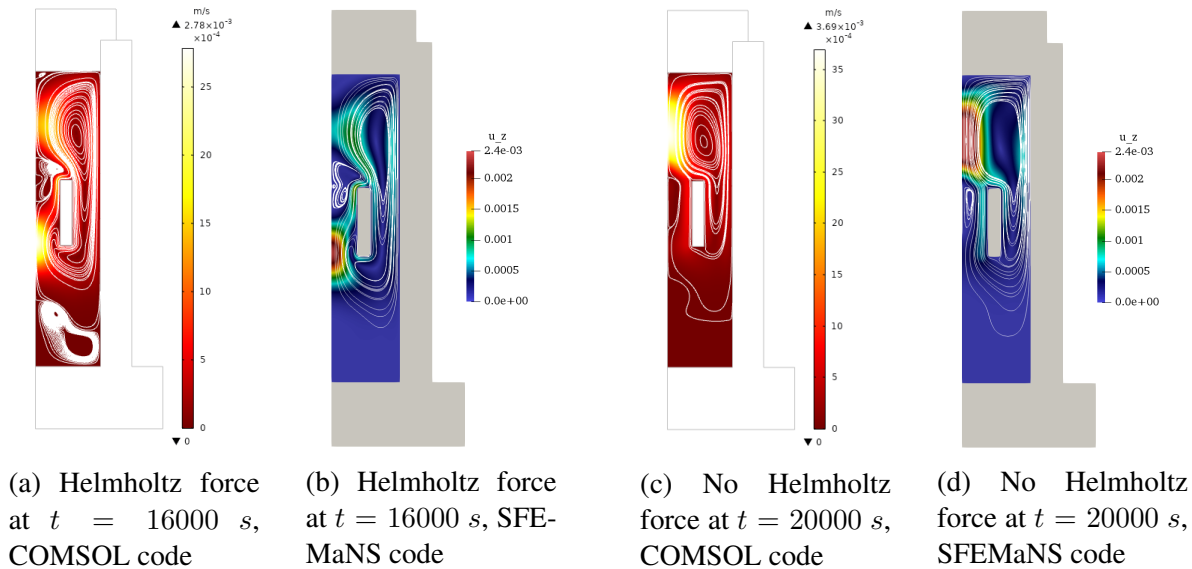 m/s
▲ 2.78×10⁻³
×10⁻⁴
25
20
15
10
5
0
▼ 0
u_z
2.4e-03
0.002
0.0015
0.001
0.0005
0.0e+00
m/s
▲ 3.69×10⁻³
×10⁻⁴
35
30
25
20
15
10
5
0
▼ 0
u_z
2.4e-03
0.002
0.0015
0.001
0.0005
0.0e+00
(a) Helmholtz force
at t = 16000 s,
COMSOL code
(b) Helmholtz force
at t = 16000 s, SFE-
MaNS code
(c) No Helmholtz
force at t = 20000 s,
COMSOL code
(d) No Helmholtz
force at t = 20000 s,
SFEMaNS code